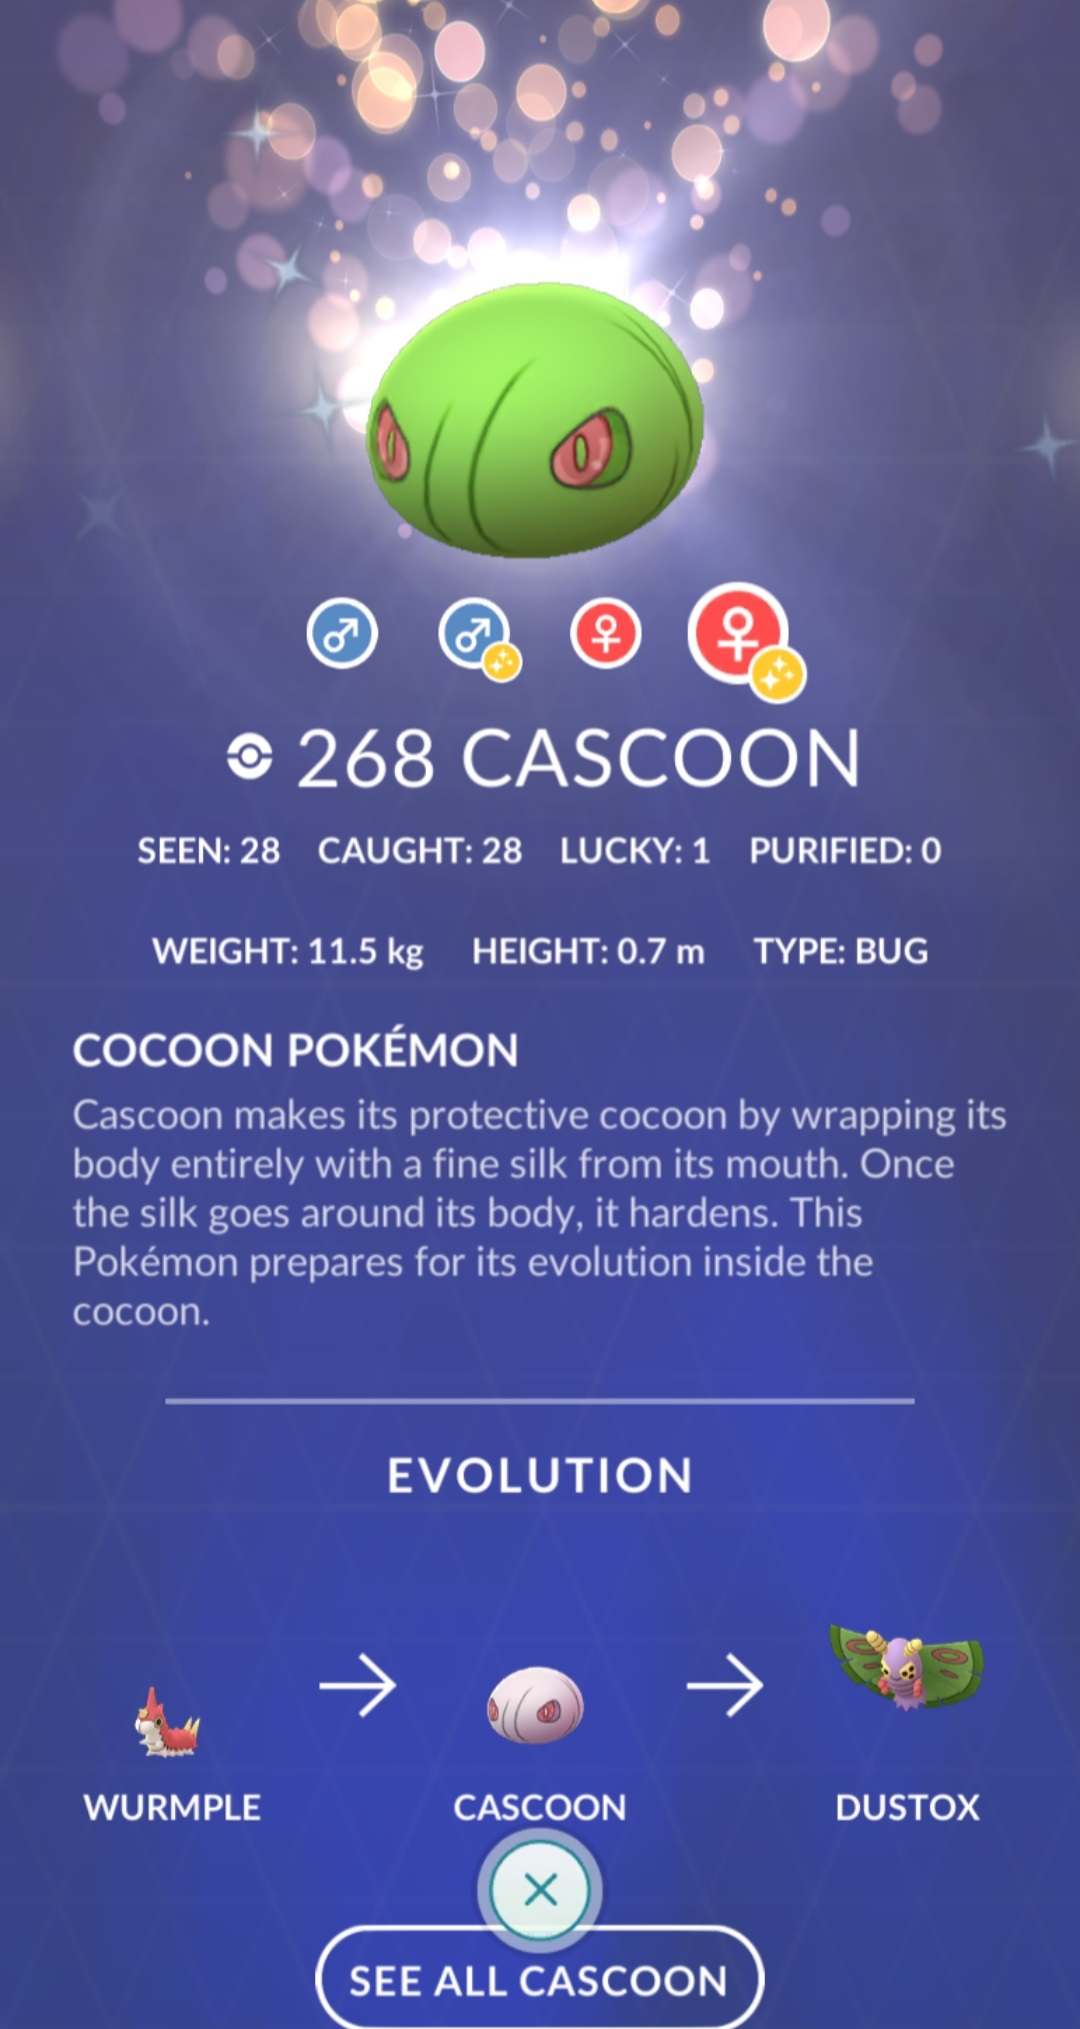 268 CASCOON
SEEN: 28 CAUGHT: 28 LUCKY: 1 PURIFIED: 0
WEIGHT: 11.5 kg HEIGHT: 0.7 m TYPE: BUG
COCOON POKÉMON
Cascoon makes its protective cocoon by wrapping its
body entirely with a fine silk from its mouth. Once
the silk goes around its body, it hardens. This
Pokémon prepares for its evolution inside the
cocoon.
EVOLUTION
WURMPLE CASCOON DUSTOX
SEE ALL CASCOON